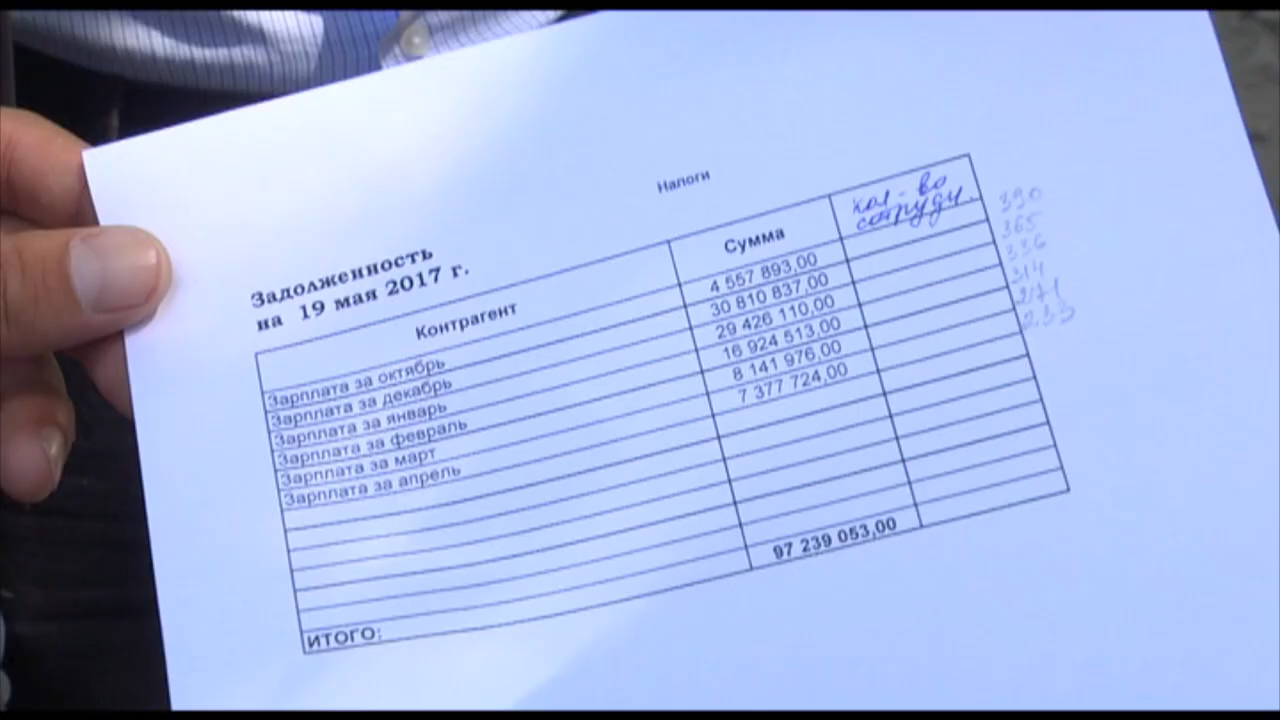 Налоги
Задолженность
на 19 мая 2017 г.
Контрагент Сумма кол-во сотрудн.
Зарплата за октябрь 4 557 893,00 390
Зарплата за декабрь 30 810 837,00 365
Зарплата за январь 29 426 110,00 336
Зарплата за февраль 16 924 513,00 314
Зарплата за март 8 141 976,00 271
Зарплата за апрель 7 377 724,00
ИТОГО: 97 239 053,00